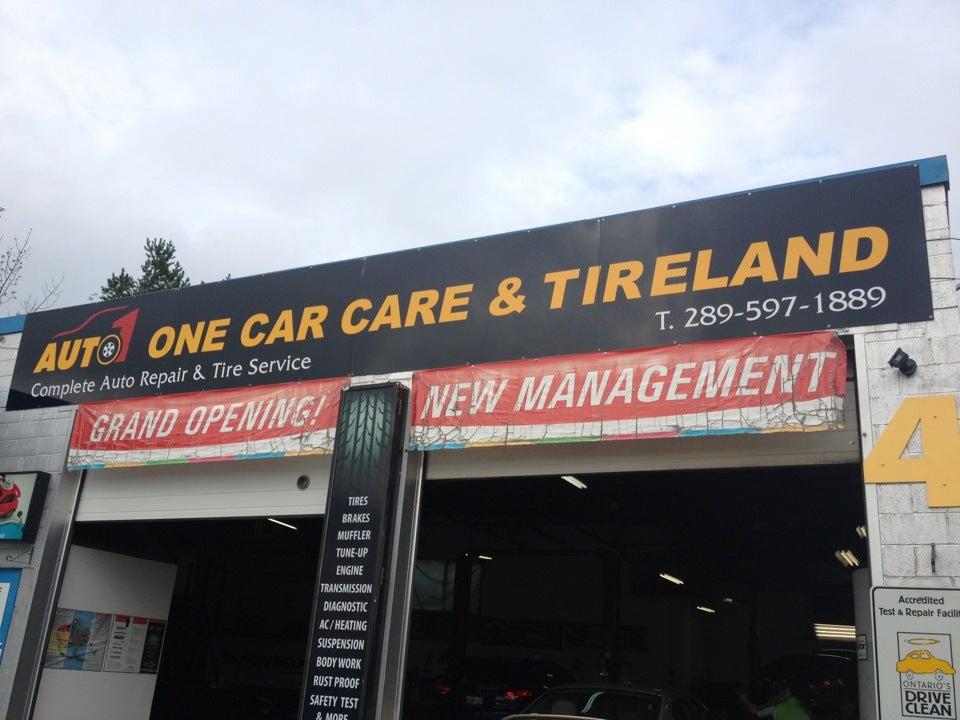 AUTO 1 ONE CAR CARE & TIRELAND
Complete Auto Repair & Tire Service
T. 289-597-1889
GRAND OPENING!
NEW MANAGEMENT
TIRES
BRAKES
MUFFLER
TUNE-UP
ENGINE
TRANSMISSION
DIAGNOSTIC
AC/HEATING
SUSPENSION
BODY WORK
RUST PROOF
SAFETY TEST
& MORE
4
Accredited
Test & Repair Facili
ONTARIO'S
DRIVE
CLEAN